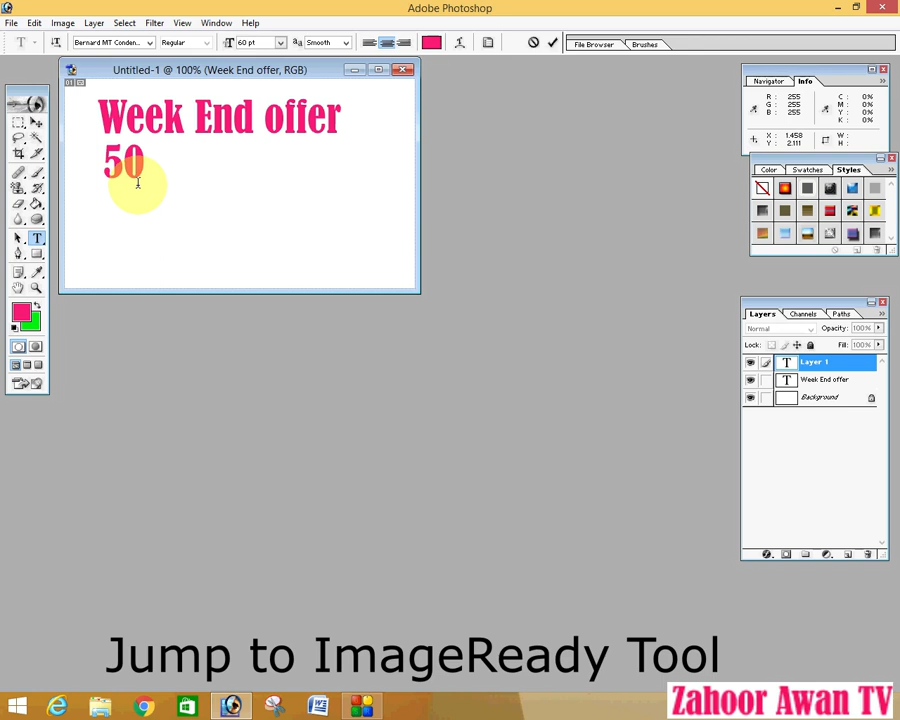 Adobe Photoshop
File Edit Image Layer Select Filter View Window Help
T Bernard MT Conden... Regular 60 pt aa Smooth File Browser Brushes
Untitled-1 @ 100% (Week End offer, RGB)
Week End offer
50
Navigator Info
R: 255 C: 0%
G: 255 M: 0%
B: 255 Y: 0%
K: 0%
X: 1.458 W:
Y: 2.111 H:
Color Swatches Styles
Layers Channels Paths
Normal Opacity: 100%
Lock: Fill: 100%
T Layer 1
T Week End offer
Background
Jump to ImageReady Tool
Zahoor Awan TV